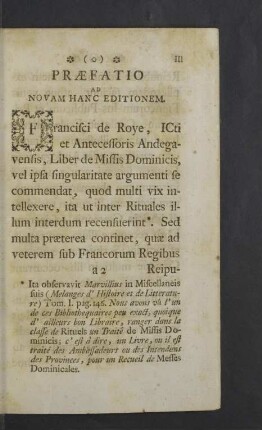 ✩ (o) ✩ III
PRÆFATIO
AD
NOVAM HANC EDITIONEM.
Francisci de Roye, ICti
et Antecessoris Andega-
vensis, Liber de Missis Dominicis,
vel ipsa singularitate argumenti se
commendat, quod multi vix in-
tellexere, ita ut inter Rituales il-
lum interdum recensuerint*. Sed
multa præterea continet, quæ ad
veterem sub Francorum Regibus
a 2 Reipu-
* Ita observavit Marvillius in Miscellaneis
suis (Melanges d' Histoire et de Litteratu-
re) Tom. I. pag. 146. Nous avons vû l'un
de ces Bibliothequaires peu exact, quoique
d' ailleurs bon Libraire, ranger dans la
classe de Rituels un Traité de Missis Do-
minicis, c' est à dire, un Livre, ou il est
traité des Ambassadeurs ou des Intendens
des Provinces, pour un Recueil de Messes
Dominicales.